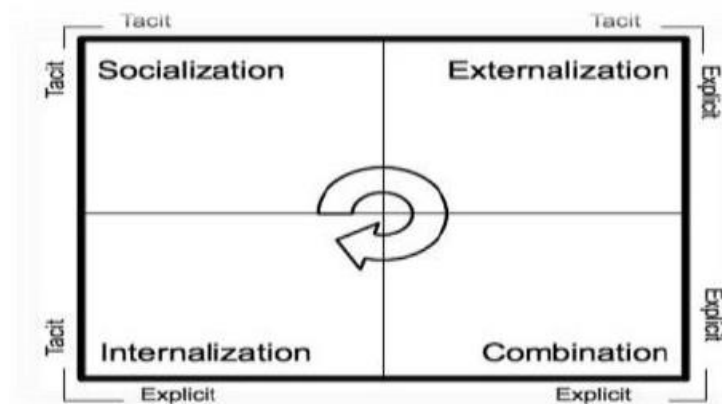 Tacit Tacit
Tacit Socialization Externalization Explicit
Tacit Internalization Combination Explicit
Explicit Explicit